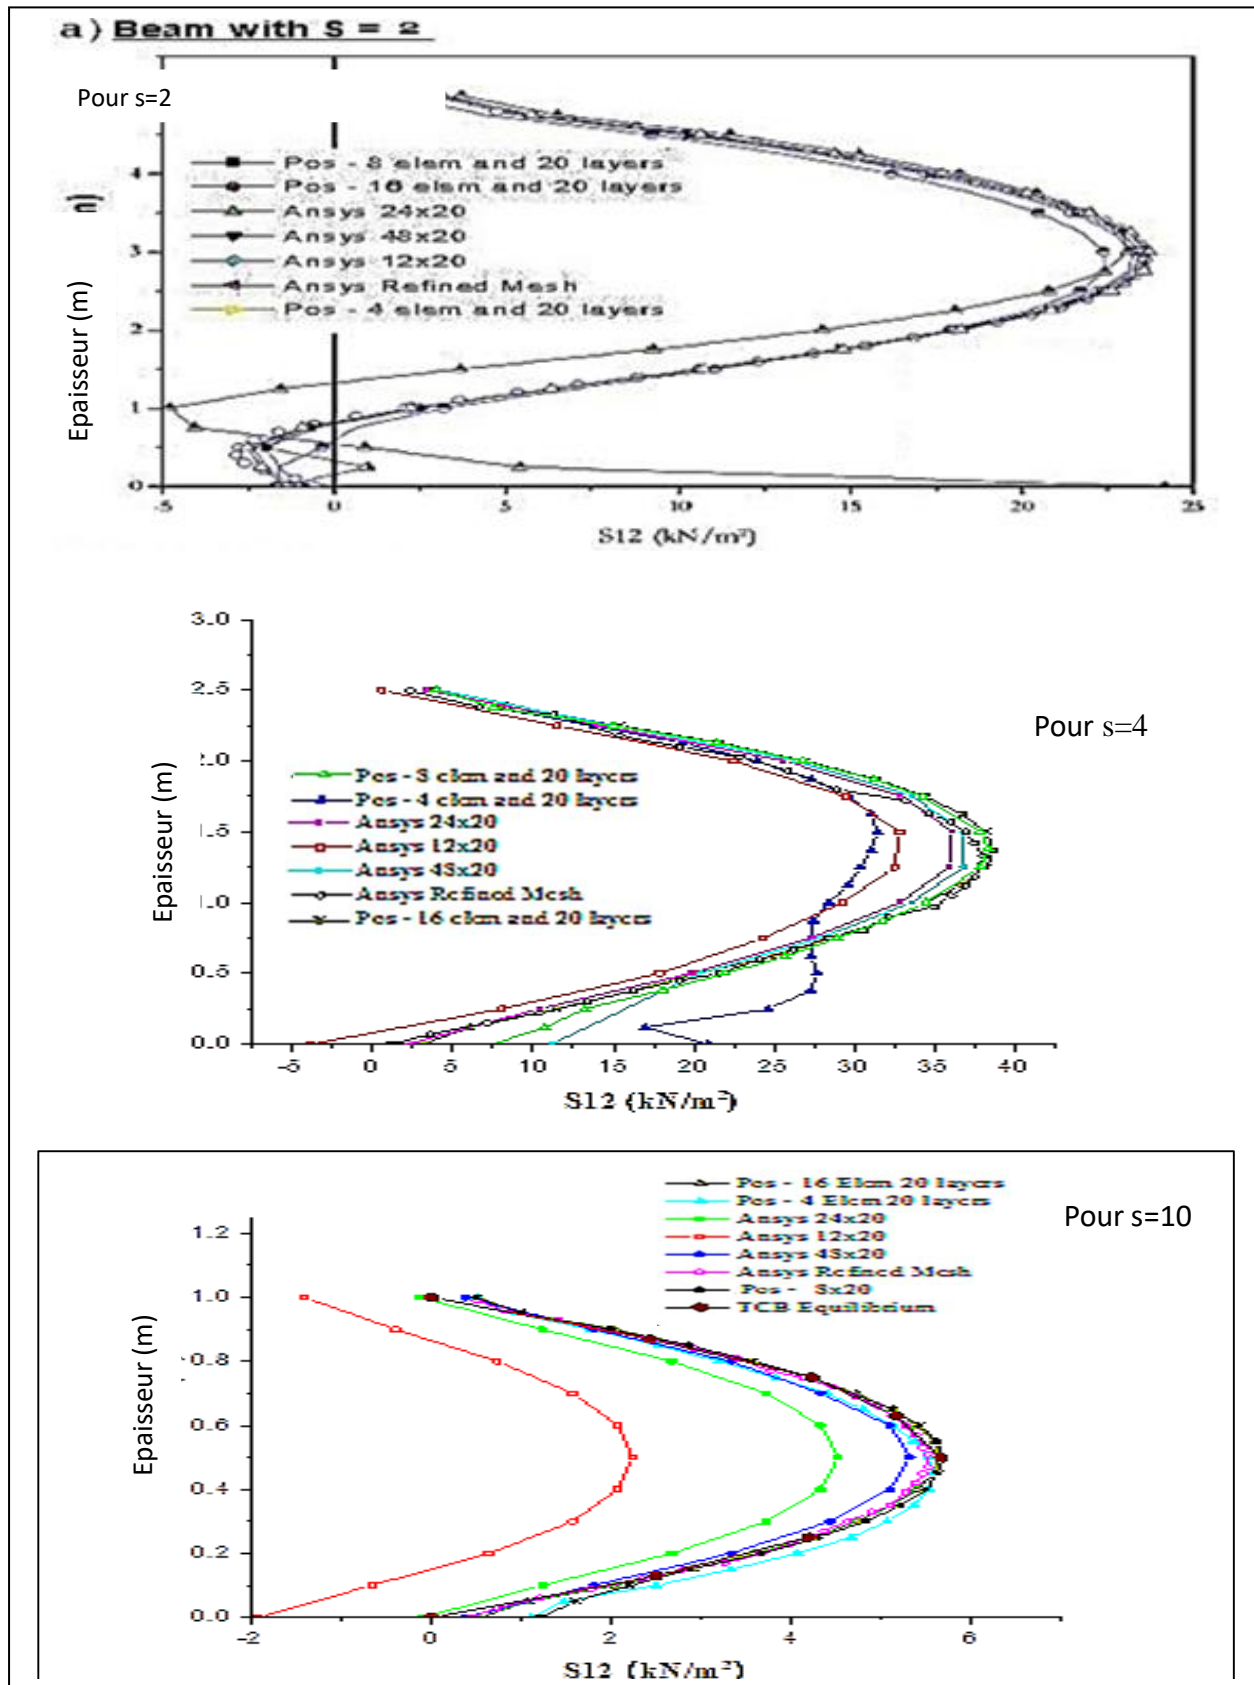 a) Beam with S = 2
Pour s=2
Pos - 8 elem and 20 layers
Pos - 16 elem and 20 layers
Ansys 24x20
Ansys 48x20
Ansys 12x20
Ansys Refined Mesh
Pos - 4 elem and 20 layers
Epaisseur (m)
4
3
2
1
0
-5 0 5 10 15 20 25
S12 (kN/m²)
3.0
2.5
2.0
1.5
1.0
0.5
0.0
Pour s=4
Epaisseur (m)
Pos - 8 elem and 20 layers
Pos - 4 elem and 20 layers
Ansys 24x20
Ansys 12x20
Ansys 48x20
Ansys Refined Mesh
Pos - 16 elem and 20 layers
-5 0 5 10 15 20 25 30 35 40
S12 (kN/m²)
Pos - 16 Elem 20 layers
Pos - 4 Elem 20 layers
Ansys 24x20
Ansys 12x20
Ansys 48x20
Ansys Refined Mesh
Pos - 8x20
TCB Equilibrium
Pour s=10
Epaisseur (m)
1.2
1.0
0.8
0.6
0.4
0.2
0.0
-2 0 2 4 6
S12 (kN/m²)